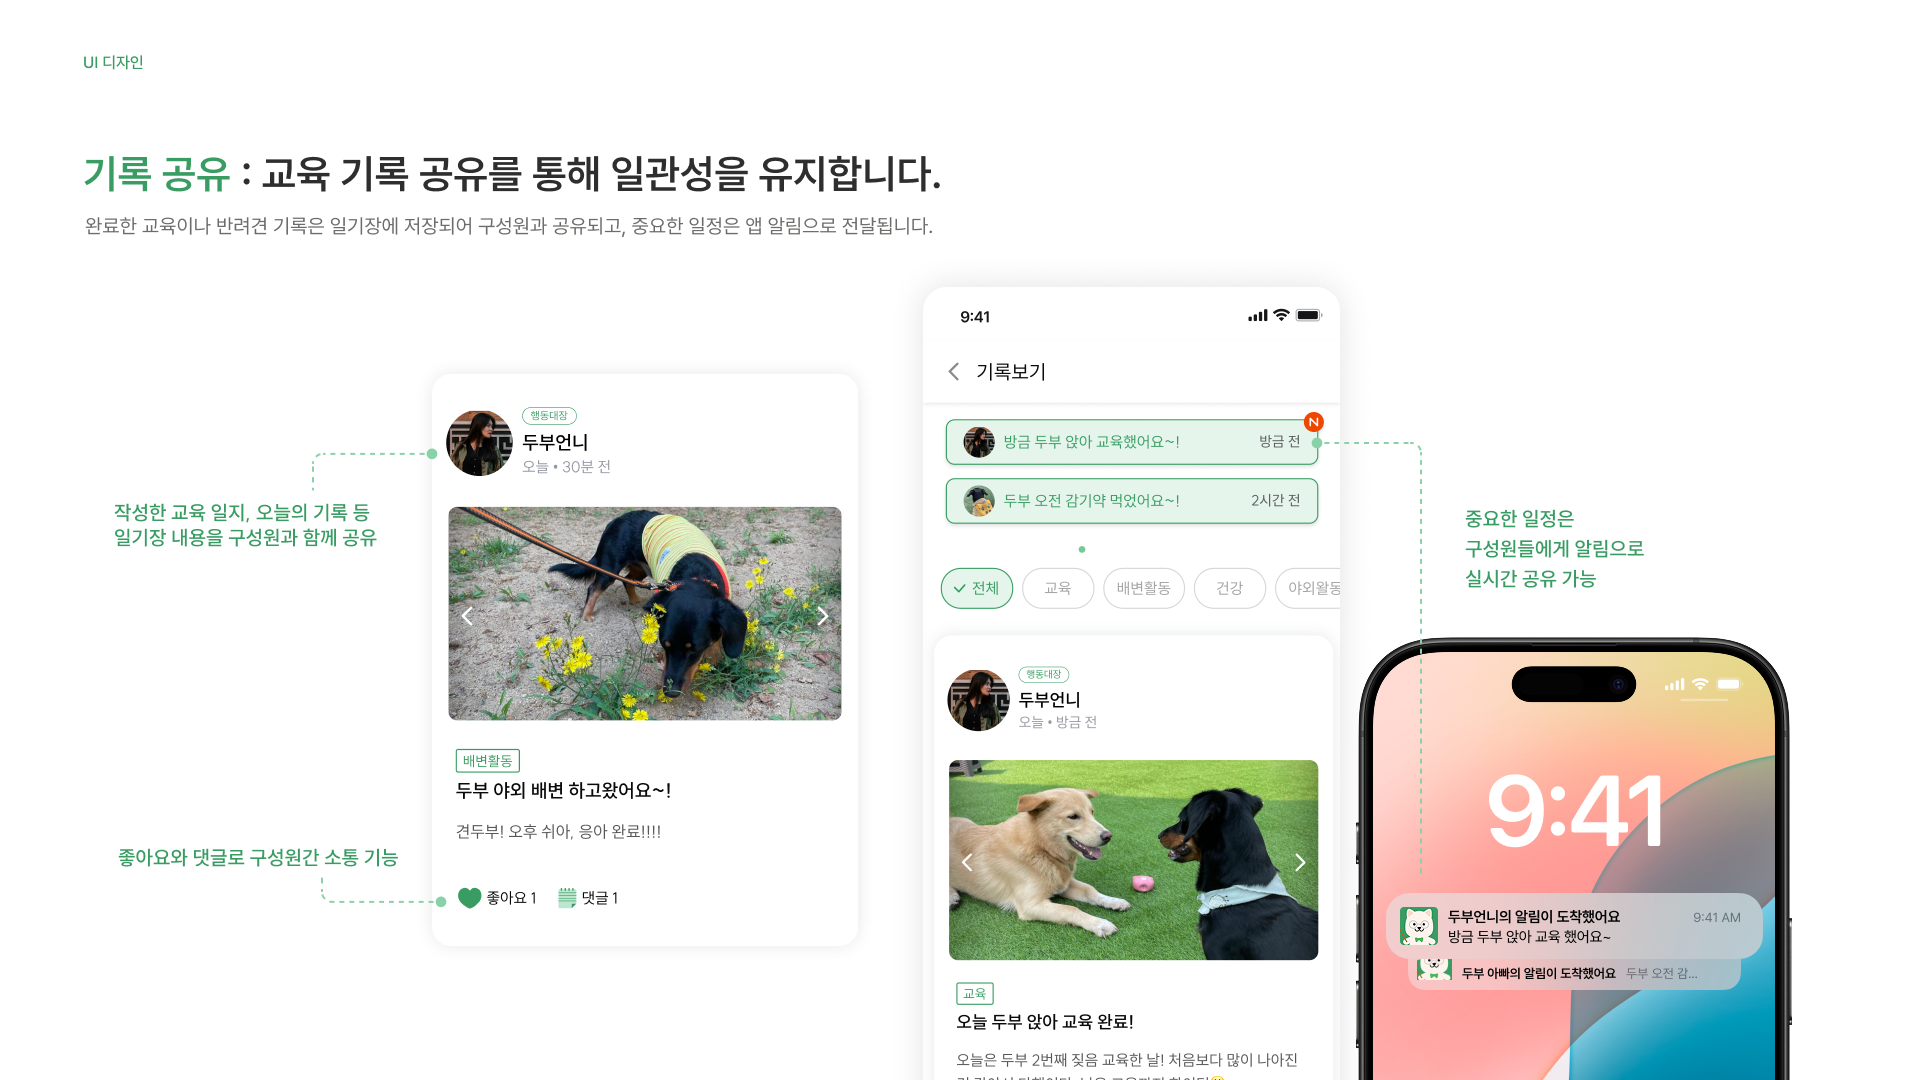 UI 디자인
기록 공유 : 교육 기록 공유를 통해 일관성을 유지합니다.
완료한 교육이나 반려견 기록은 일기장에 저장되어 구성원과 공유되고, 중요한 일정은 앱 알림으로 전달됩니다.
작성한 교육 일지, 오늘의 기록 등
일기장 내용을 구성원과 함께 공유
좋아요와 댓글로 구성원간 소통 기능
행동대장
두부언니
오늘 • 30분 전
배변활동
두부 야외 배변 하고왔어요~!
견두부! 오후 쉬아, 응아 완료!!!!
좋아요 1 댓글 1
9:41
기록보기
N
방금 두부 앉아 교육했어요~! 방금 전
두부 오전 감기약 먹었어요~! 2시간 전
전체 교육 배변활동 건강 야외왈동
행동대장
두부언니
오늘 • 방금 전
교육
오늘 두부 앉아 교육 완료!
오늘은 두부 2번째 짖음 교육한 날! 처음보다 많이 나아진
중요한 일정은
구성원들에게 알림으로
실시간 공유 가능
9:41
두부언니의 알림이 도착했어요 9:41 AM
방금 두부 앉아 교육 했어요~
두부 아빠의 알림이 도착했어요 두부 오전 감...